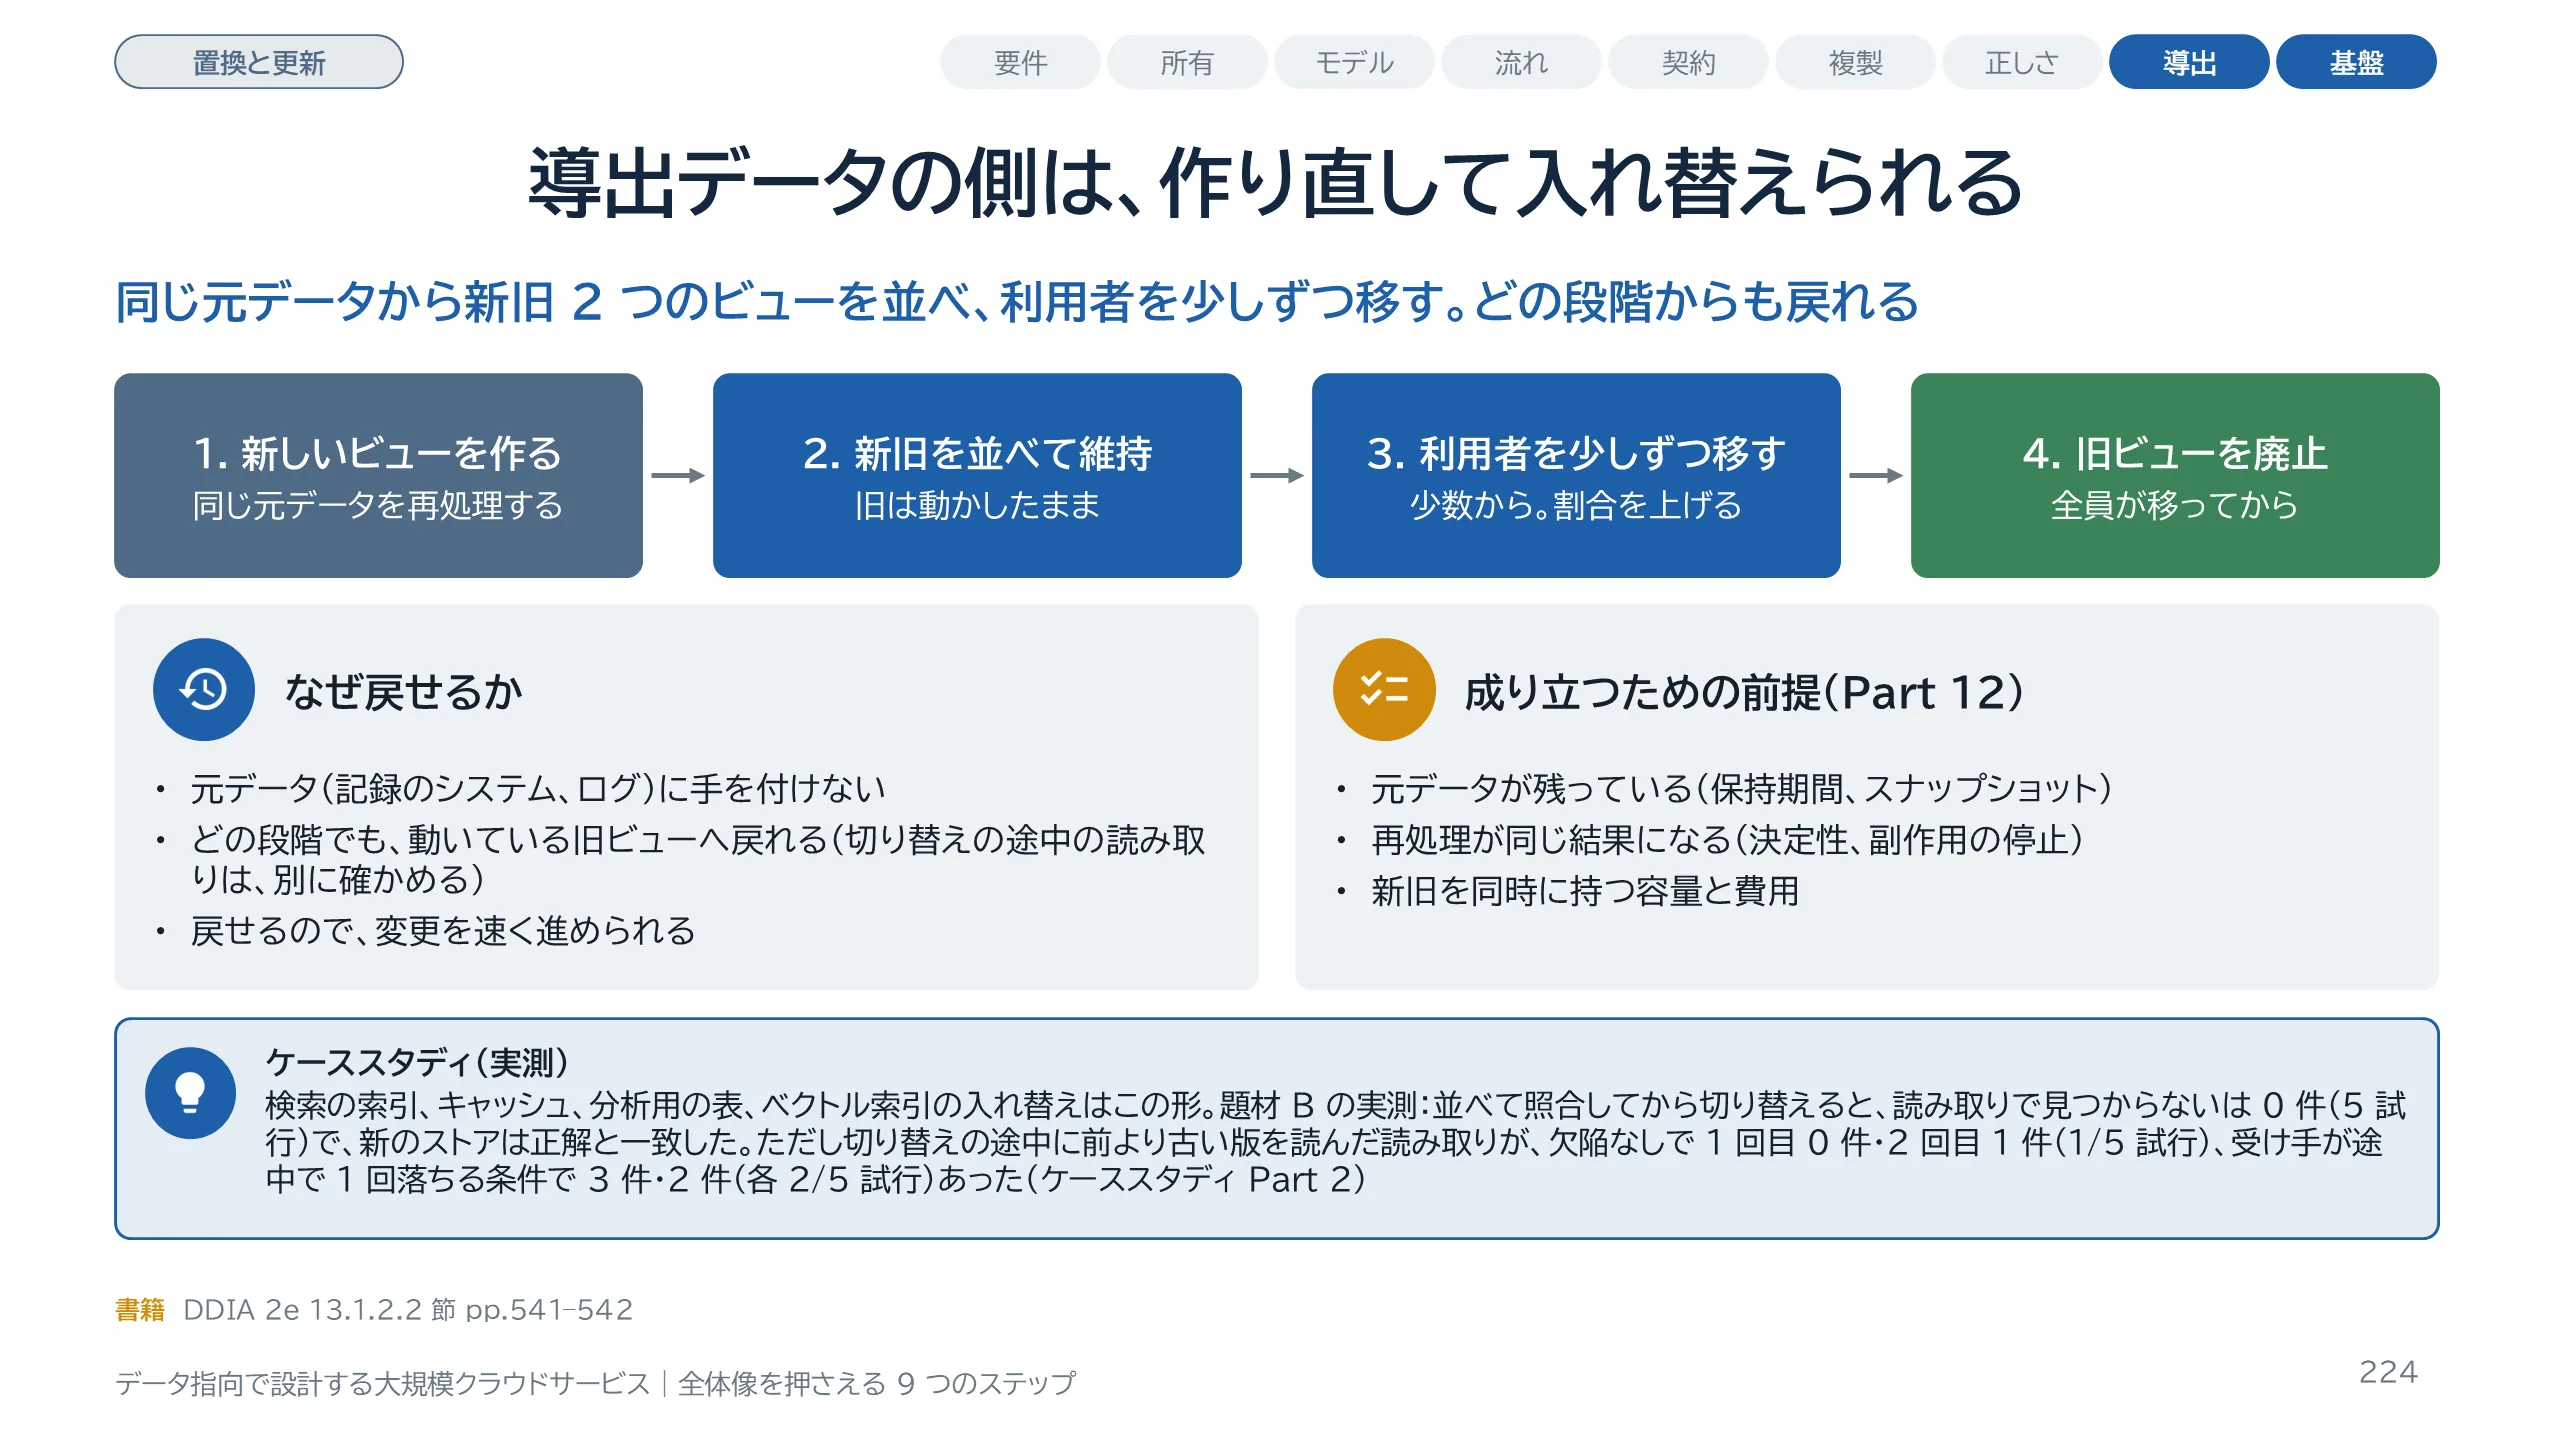 置換と更新
要件
所有
モデル
流れ
契約
複製
正しさ
導出
基盤
導出データの側は、作り直して入れ替えられる
同じ元データから新旧 2 つのビューを並べ、利用者を少しずつ移す。どの段階からも戻れる
1. 新しいビューを作る
同じ元データを再処理する
2. 新旧を並べて維持
旧は動かしたまま
3. 利用者を少しずつ移す
少数から。割合を上げる
4. 旧ビューを廃止
全員が移ってから
なぜ戻せるか
・ 元データ（記録のシステム、ログ）に手を付けない
・ どの段階でも、動いている旧ビューへ戻れる（切り替えの途中の読み取
りは、別に確かめる）
・ 戻せるので、変更を速く進められる
成り立つための前提（Part 12）
・ 元データが残っている（保持期間、スナップショット）
・ 再処理が同じ結果になる（決定性、副作用の停止）
・ 新旧を同時に持つ容量と費用
ケーススタディ（実測）
検索の索引、キャッシュ、分析用の表、ベクトル索引の入れ替えはこの形。題材 B の実測：並べて照合してから切り替えると、読み取りで見つからないは 0 件（5 試
行）で、新のストアは正解と一致した。ただし切り替えの途中に前より古い版を読んだ読み取りが、欠陥なしで 1 回目 0 件・2 回目 1 件（1/5 試行）、受け手が途
中で 1 回落ちる条件で 3 件・2 件（各 2/5 試行）あった（ケーススタディ Part 2）
書籍 DDIA 2e 13.1.2.2 節 pp.541–542
データ指向で設計する大規模クラウドサービス｜全体像を押さえる 9 つのステップ
224